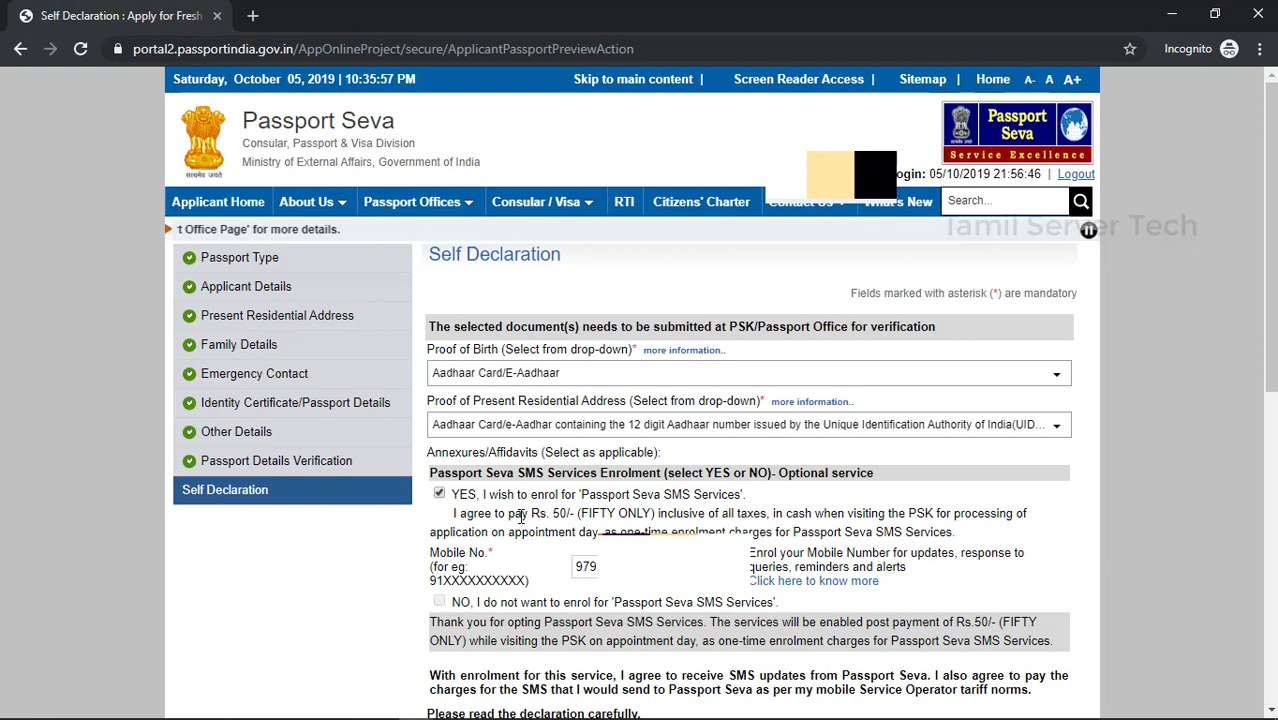 Self Declaration : Apply for Fresh
portal2.passportindia.gov.in/AppOnlineProject/secure/ApplicantPassportPreviewAction
Incognito
Saturday, October 05, 2019 | 10:35:57 PM
Skip to main content | Screen Reader Access | Sitemap | Home A- A A+
Passport Seva
Consular, Passport & Visa Division
Ministry of External Affairs, Government of India
सत्यमेव जयते
Passport
Seva
Service Excellence
ogin: 05/10/2019 21:56:46 | Logout
Applicant Home About Us Passport Offices Consular / Visa RTI Citizens' Charter Contact Us What's New Search...
t Office Page' for more details.
Tamil Server Tech
Passport Type
Applicant Details
Present Residential Address
Family Details
Emergency Contact
Identity Certificate/Passport Details
Other Details
Passport Details Verification
Self Declaration
Self Declaration
Fields marked with asterisk (*) are mandatory
The selected document(s) needs to be submitted at PSK/Passport Office for verification
Proof of Birth (Select from drop-down)* more information..
Aadhaar Card/E-Aadhaar
Proof of Present Residential Address (Select from drop-down)* more information..
Aadhaar Card/e-Aadhar containing the 12 digit Aadhaar number issued by the Unique Identification Authority of India(UID...
Annexures/Affidavits (Select as applicable):
Passport Seva SMS Services Enrolment (select YES or NO)- Optional service
YES, I wish to enrol for 'Passport Seva SMS Services'.
I agree to pay Rs. 50/- (FIFTY ONLY) inclusive of all taxes, in cash when visiting the PSK for processing of
application on appointment day, as one-time enrolment charges for Passport Seva SMS Services.
Mobile No.*
(for eg:
91XXXXXXXXXX)
979
Enrol your Mobile Number for updates, response to
queries, reminders and alerts
Click here to know more
NO, I do not want to enrol for 'Passport Seva SMS Services'.
Thank you for opting Passport Seva SMS Services. The services will be enabled post payment of Rs.50/- (FIFTY
ONLY) while visiting the PSK on appointment day, as one-time enrolment charges for Passport Seva SMS Services.
With enrolment for this service, I agree to receive SMS updates from Passport Seva. I also agree to pay the
charges for the SMS that I would send to Passport Seva as per my mobile Service Operator tariff norms.
Please read the declaration carefully.